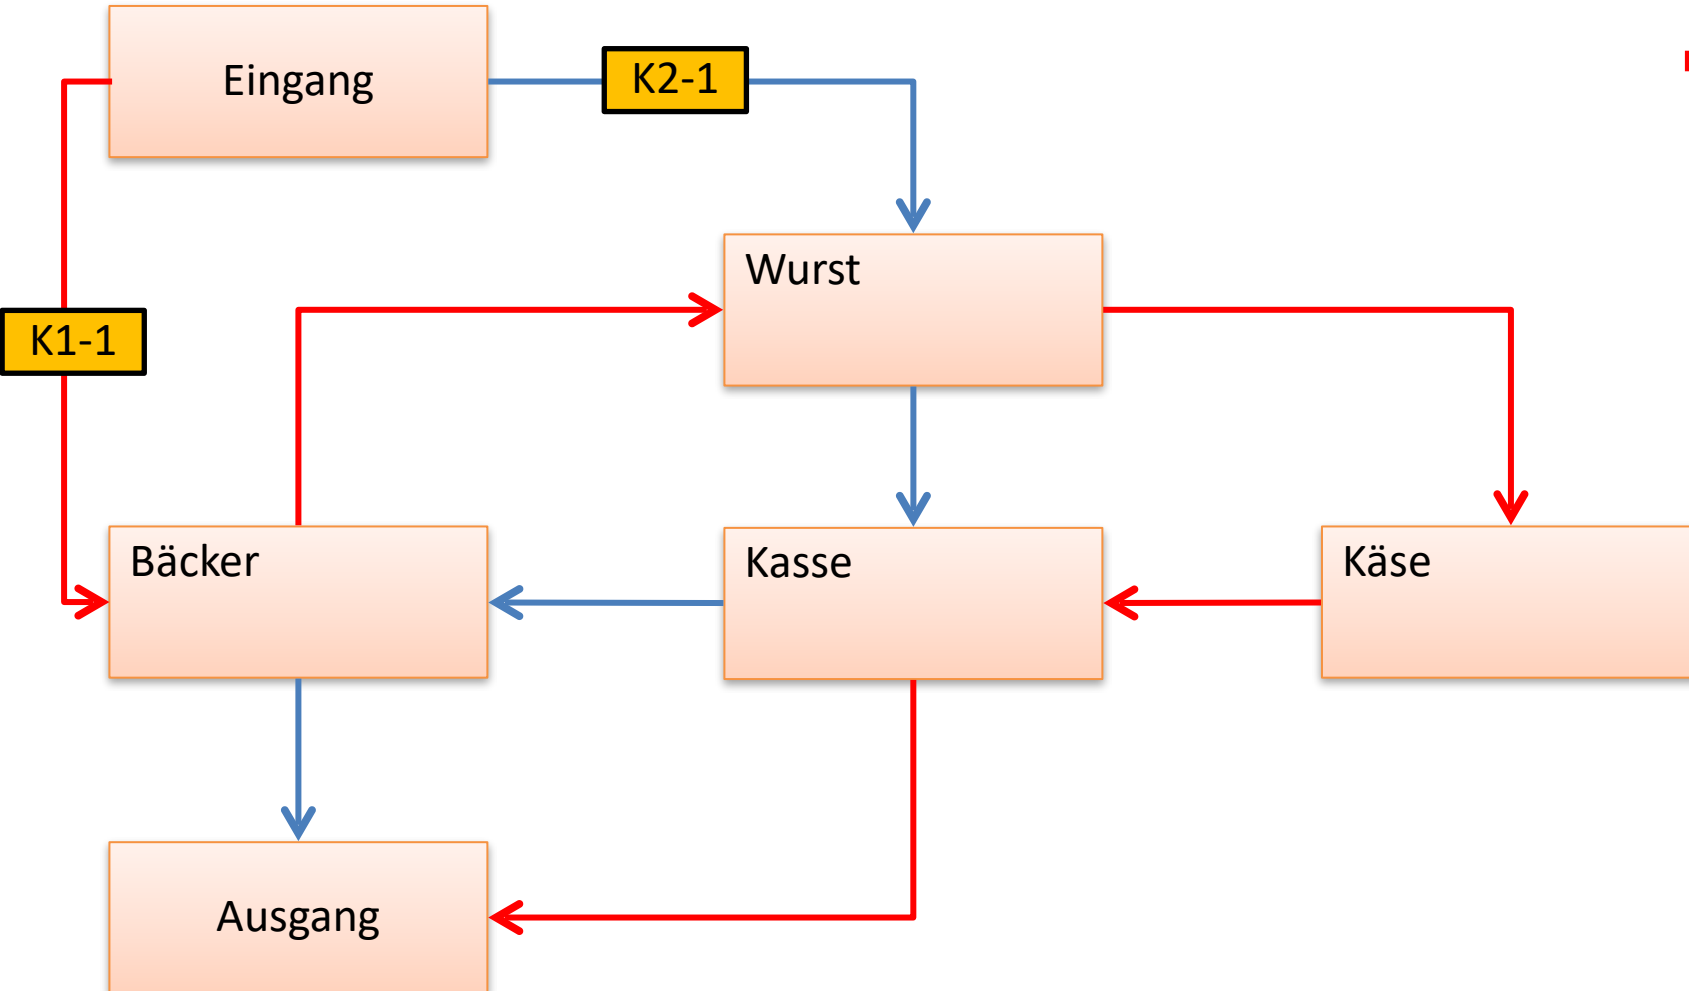 Eingang
K2-1
Wurst
K1-1
Bäcker
Kasse
Käse
Ausgang